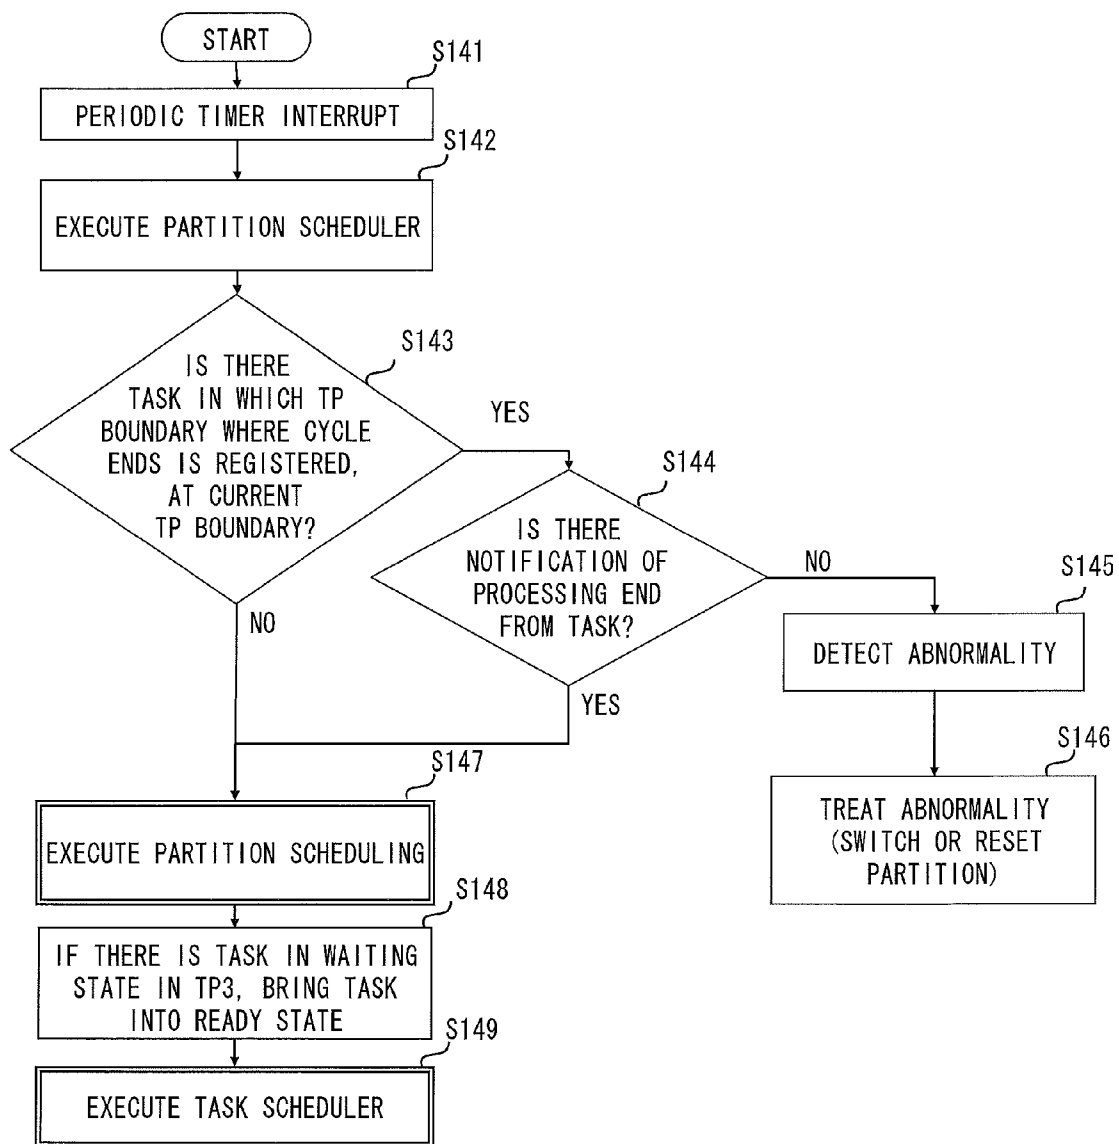 START
S141
PERIODIC TIMER INTERRUPT
S142
EXECUTE PARTITION SCHEDULER
S143
IS THERE
TASK IN WHICH TP
BOUNDARY WHERE CYCLE
ENDS IS REGISTERED,
AT CURRENT
TP BOUNDARY?
YES
NO
S144
IS THERE
NOTIFICATION OF
PROCESSING END
FROM TASK?
NO
YES
S145
DETECT ABNORMALITY
S146
TREAT ABNORMALITY
(SWITCH OR RESET
PARTITION)
S147
EXECUTE PARTITION SCHEDULING
S148
IF THERE IS TASK IN WAITING
STATE IN TP3, BRING TASK
INTO READY STATE
S149
EXECUTE TASK SCHEDULER